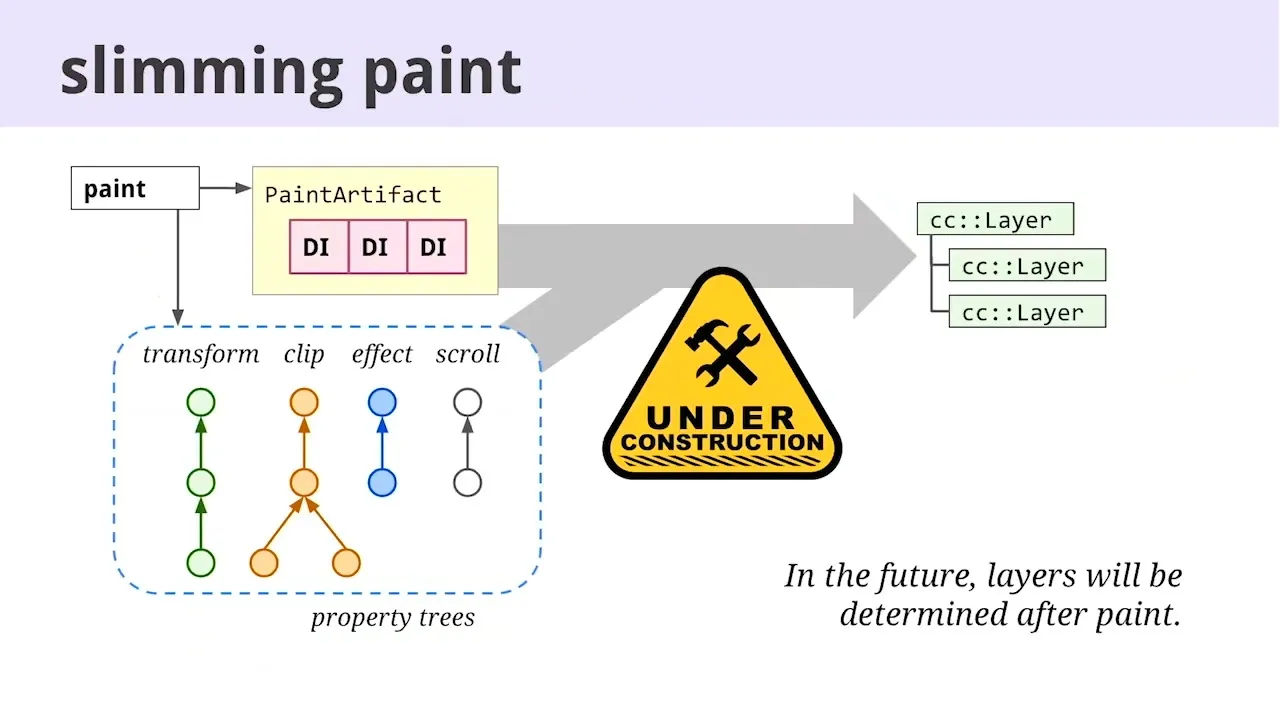 slimming paint
paint
PaintArtifact
DI DI DI
cc::Layer
cc::Layer
cc::Layer
transform clip effect scroll
UNDER
CONSTRUCTION
property trees
In the future, layers will be
determined after paint.